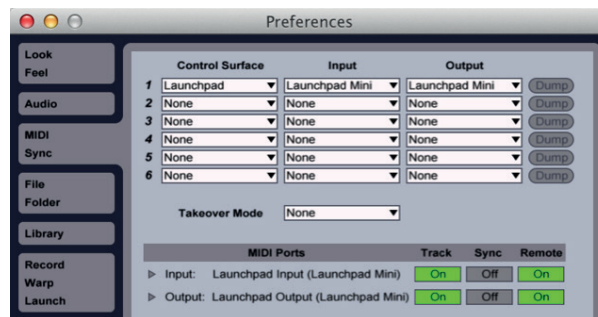 Preferences
Look
Feel
Audio
MIDI
Sync
File
Folder
Library
Record
Warp
Launch
Control Surface Input Output
1 Launchpad Launchpad Mini Launchpad Mini Dump
2 None None None Dump
3 None None None Dump
4 None None None Dump
5 None None None Dump
6 None None None Dump
Takeover Mode None
MIDI Ports Track Sync Remote
Input: Launchpad Input (Launchpad Mini) On Off On
Output: Launchpad Output (Launchpad Mini) On Off On